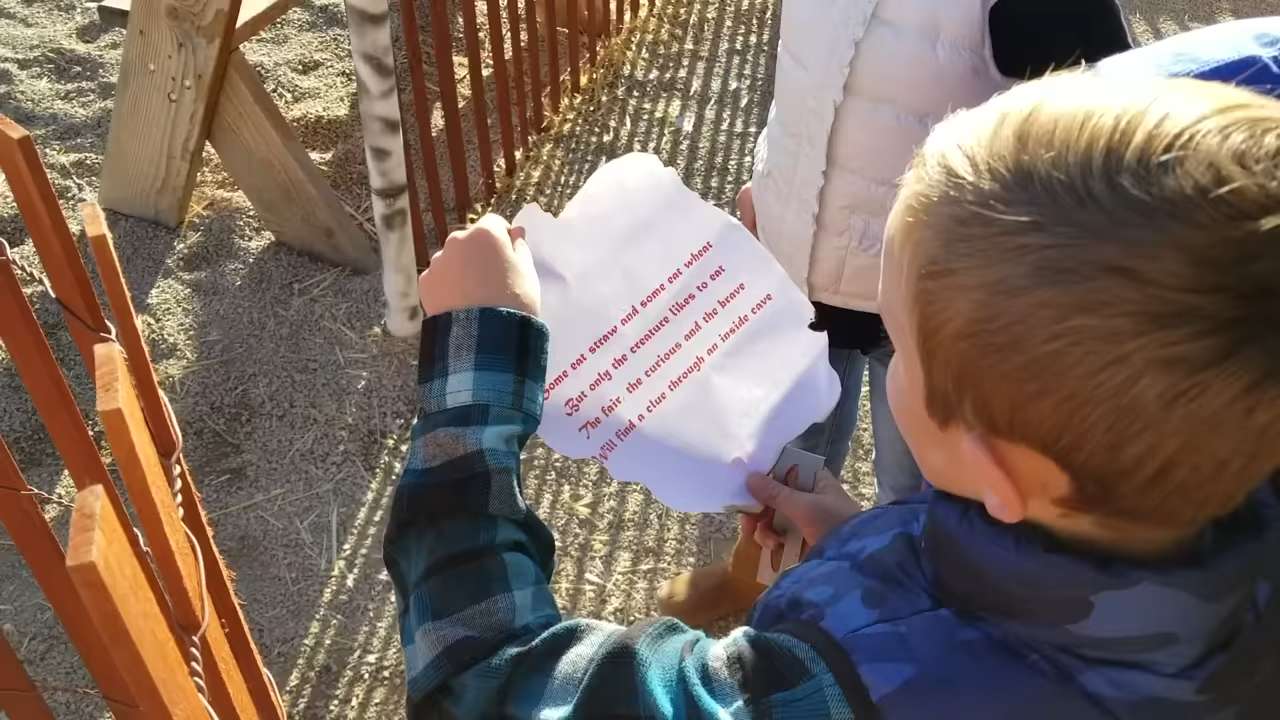 Some eat straw and some eat wheat
But only the creature likes to eat
The fair, the curious and the brave
Will find a clue through an inside cave